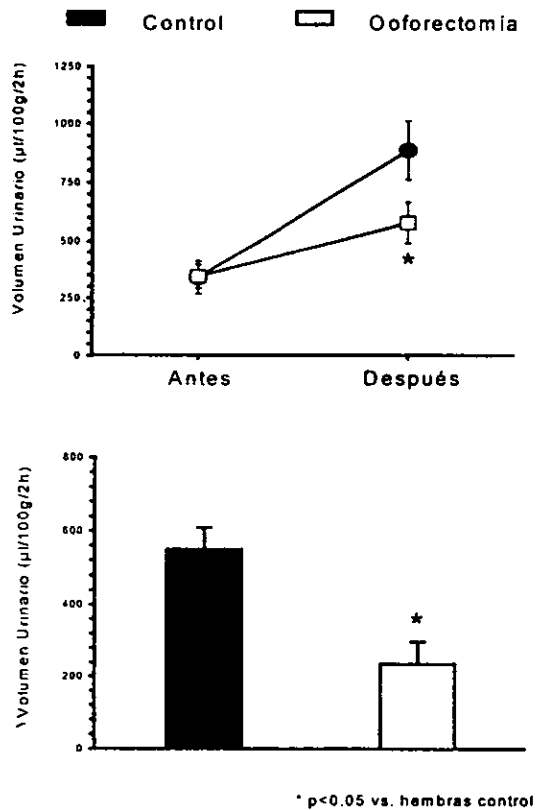 Control Ooforectomía
Volumen Urinario (µl/100g/2h)
1250
1000
750
500
250
0
Antes Después
*
Volumen Urinario (µl/100g/2h)
800
600
400
200
0
*
* p<0.05 vs. hembras control